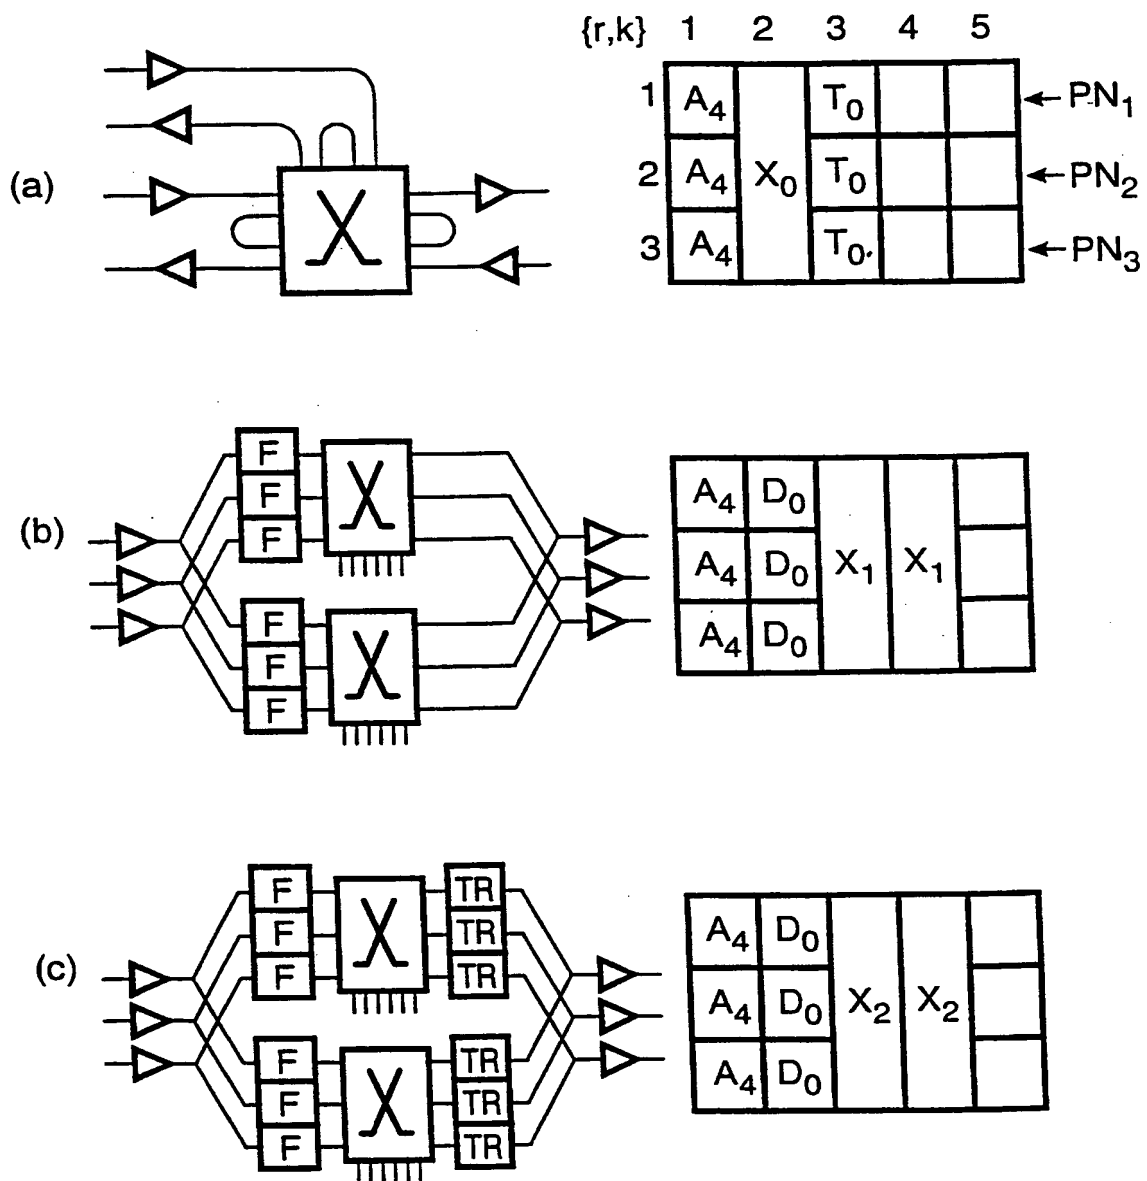 {r,k} 1 2 3 4 5
(a)
1 A4 X0 T0 PN1
2 A4 T0 PN2
3 A4 T0. PN3
(b)
F
F
F
F
F
F
A4 D0 X1 X1
A4 D0
A4 D0
(c)
F TR
F TR
F TR
F TR
F TR
F TR
A4 D0 X2 X2
A4 D0
A4 D0